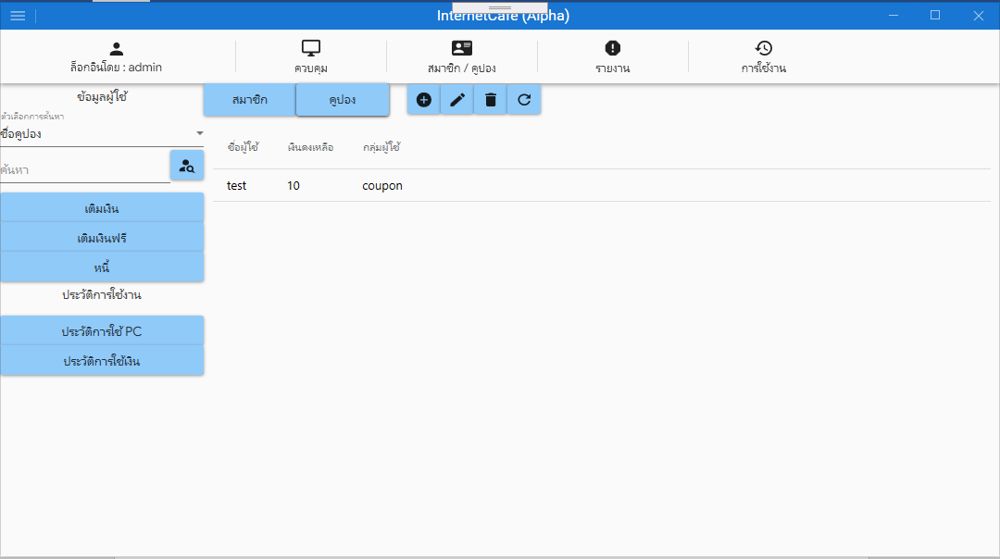 InternetCafe (Alpha)
ล็อกอินโดย : admin
ควบคุม
สมาชิก / คูปอง
รายงาน
การใช้งาน
ข้อมูลผู้ใช้
ตัวเลือกการค้นหา
ชื่อคูปอง
ค้นหา
เติมเงิน
เติมเงินฟรี
หนี้
ประวัติการใช้งาน
ประวัติการใช้ PC
ประวัติการใช้เงิน
สมาชิก
คูปอง
ชื่อผู้ใช้ เงินคงเหลือ กลุ่มผู้ใช้
test 10 coupon